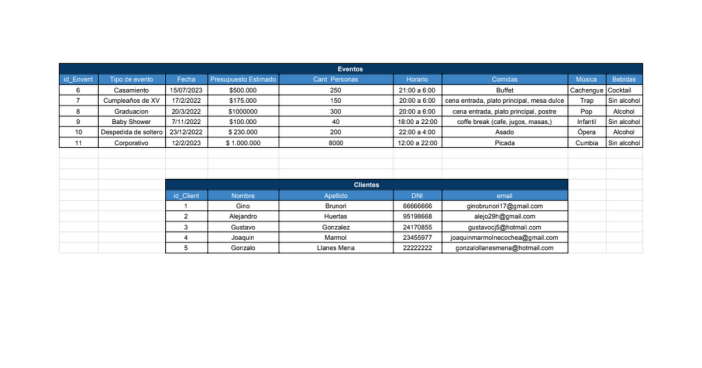 Eventos
id_Envent Tipo de evento Fecha Presupuesto Estimado Cant Personas Horario Comidas Música Bebidas
6 Casamiento 15/07/2023 $500.000 250 21:00 a 6:00 Buffet Cachengue Cocktail
7 Cumpleaños de XV 17/2/2022 $175.000 150 20:00 a 6:00 cena entrada, plato principal, mesa dulce Trap Sin alcohol
8 Graduacion 20/3/2022 $1000000 300 20:00 a 6:00 cena entrada, plato principal, postre Pop Alcohol
9 Baby Shower 7/11/2022 $100.000 40 18:00 a 22:00 coffe break (cafe, jugos, masas,) Infantil Sin alcohol
10 Despedida de soltero 23/12/2022 $ 230.000 200 22:00 a 4:00 Asado Ópera Alcohol
11 Corporativo 12/2/2023 $ 1.000.000 8000 12:00 a 22:00 Picada Cumbia Sin alcohol
Clientes
id_Client Nombre Apellido DNI email
1 Gino Brunori 66666666 ginobrunori17@gmail.com
2 Alejandro Huertas 95198668 alejo29h@gmail.com
3 Gustavo Gonzalez 24170855 gustavocj5@hotmail.com
4 Joaquin Marmol 23455977 joaquinmarmolnecochea@gmail.com
5 Gonzalo Llanes Mena 22222222 gonzalollanesmena@hotmail.com